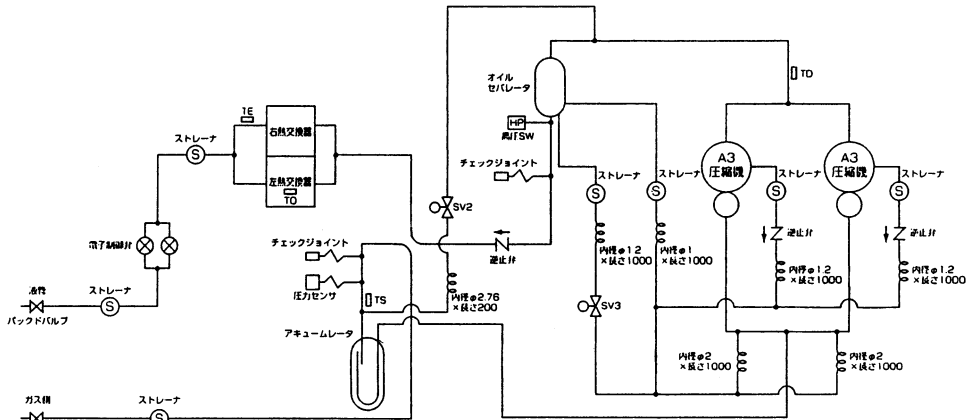 オイル
セパレータ
TD
TE
右熱交換器
左熱交換器
TO
ストレーナ
S
HP
高圧SW
チェックジョイント
A3
圧縮機
A3
圧縮機
ストレーナ
S
ストレーナ
S
ストレーナ
S
ストレーナ
S
SV2
電子制御弁
チェックジョイント
圧力センサ
TS
逆止弁
内径φ1.2
×長さ1000
内径φ1
×長さ1000
逆止弁
逆止弁
内径φ1.2
×長さ1000
内径φ1.2
×長さ1000
内径φ2.76
×長さ200
SV3
液管
パックドバルブ
ストレーナ
S
アキュームレータ
内径φ2
×長さ1000
内径φ2
×長さ1000
ガス側
ストレーナ
S